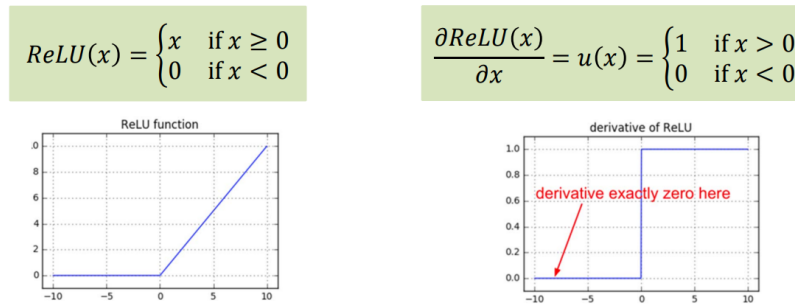 ReLU(x) = {x if x ≥ 0
0 if x < 0
∂ReLU(x)/∂x = u(x) = {1 if x > 0
0 if x < 0
ReLU function
.0
8
6
4
2
0
−10 −5 0 5 10
derivative of ReLU
1.0
0.8
derivative exactly zero here
0.6
0.4
0.2
0.0
−10 −5 0 5 10